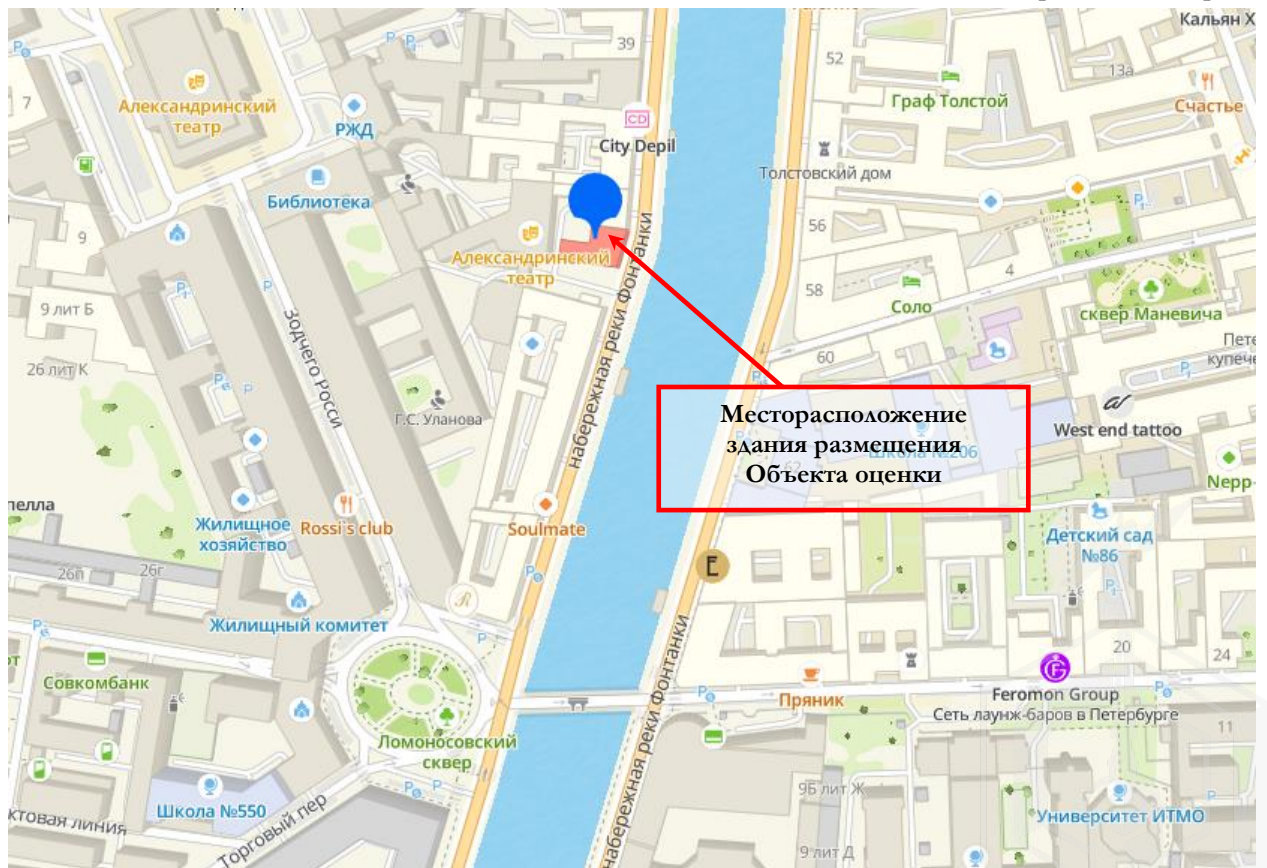 Кальян Х
39
52
13а
Граф Толстой
Счастье
7
Александринский
театр
РЖД
City Depil
CD
Толстовский дом
Библиотека
9
56
4
Александринский
театр
набережная реки Фонтанки
58
Соло
сквер Маневича
9 лит Б
Зодчего Росси
60
Пете
купече
26 лит К
Г.С. Уланова
Месторасположение
здания размещения
Объекта оценки
Школа №206
62
West end tattoo
Nepp-
пелла
Жилищное
хозяйство
Rossi's club
Soulmate
Детский сад
№86
26п
26г
Жилищный комитет
20
24
Совкомбанк
Пряник
Feromon Group
Сеть лаунж-баров в Петербурге
11
Ломоносовский
сквер
набережная реки Фонтанки
Школа №550
9Б лит Ж
Университет ИТМО
ктовая линия
Торговый пер
9 лит Д